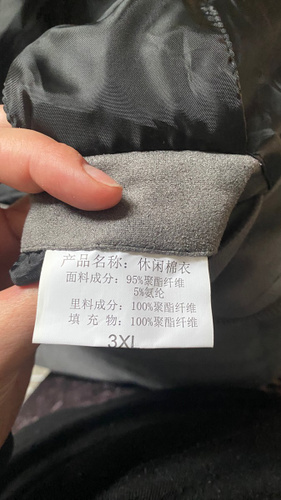 产品名称：休闲棉衣
面料成分：95%聚酯纤维
5%氨纶
里料成分：100%聚酯纤维
填 充 物：100%聚酯纤维
3XL